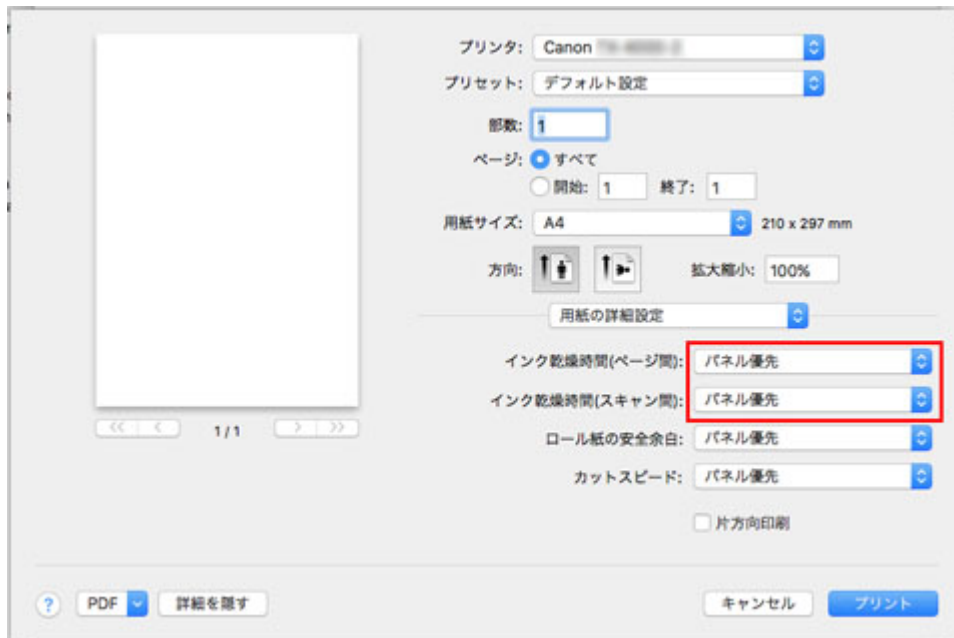 プリンタ: Canon
プリセット: デフォルト設定
部数: 1
ページ: すべて
開始: 1 終了: 1
用紙サイズ: A4 210 x 297 mm
方向: 拡大縮小: 100%
用紙の詳細設定
インク乾燥時間(ページ間): パネル優先
インク乾燥時間(スキャン間): パネル優先
ロール紙の安全余白: パネル優先
カットスピード: パネル優先
片方向印刷
<< < 1 / 1 > >>
? PDF 詳細を隠す キャンセル プリント